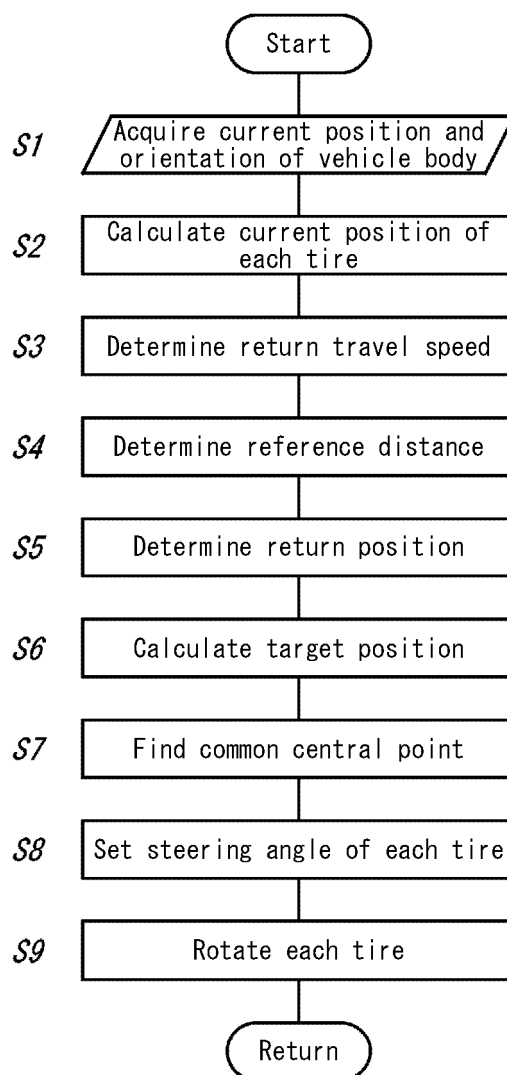 Start
S1
Acquire current position and
orientation of vehicle body
S2
Calculate current position of
each tire
S3
Determine return travel speed
S4
Determine reference distance
S5
Determine return position
S6
Calculate target position
S7
Find common central point
S8
Set steering angle of each tire
S9
Rotate each tire
Return